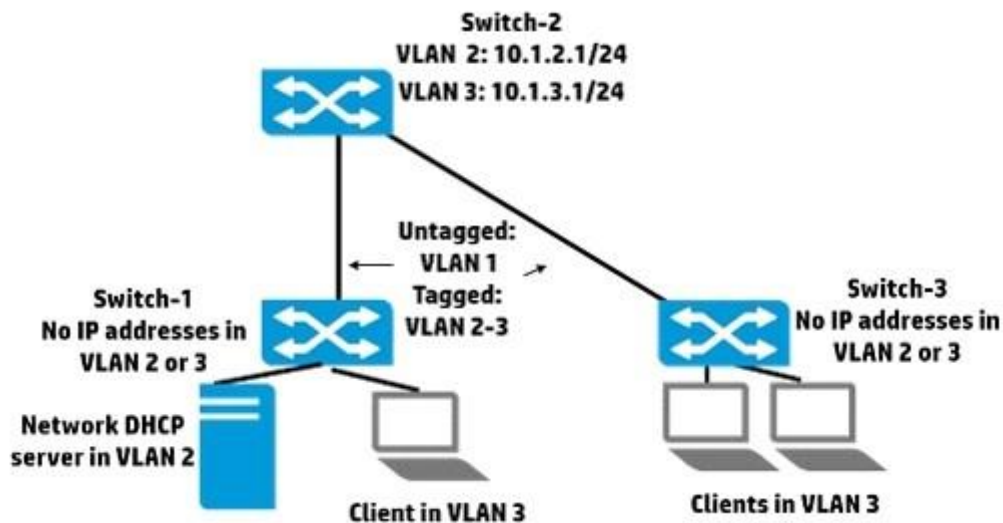 Switch-2
VLAN 2: 10.1.2.1/24
VLAN 3: 10.1.3.1/24
Untagged:
VLAN 1
Tagged:
VLAN 2-3
Switch-1
No IP addresses in
VLAN 2 or 3
Switch-3
No IP addresses in
VLAN 2 or 3
Network DHCP
server in VLAN 2
Client in VLAN 3
Clients in VLAN 3